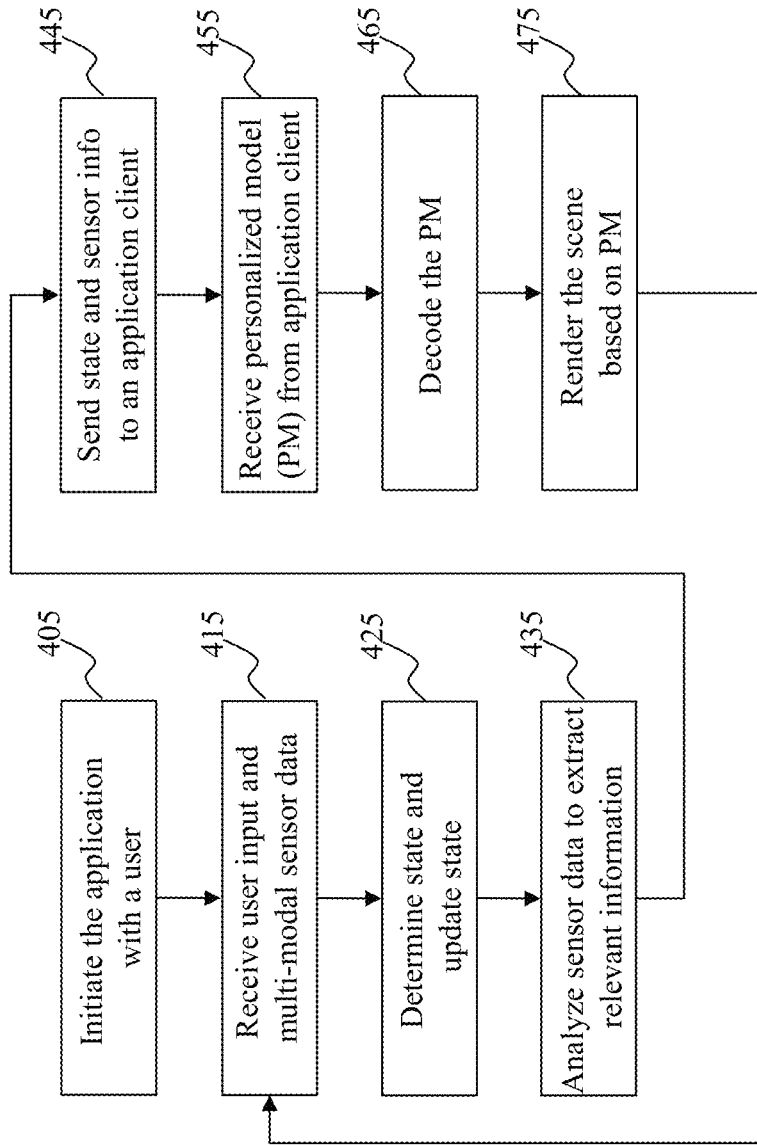 Initiate the application
with a user
405
Receive user input and
multi-modal sensor data
415
Determine state and
update state
425
Analyze sensor data to extract
relevant information
435
Send state and sensor info
to an application client
445
Receive personalized model
(PM) from application client
455
Decode the PM
465
Render the scene
based on PM
475